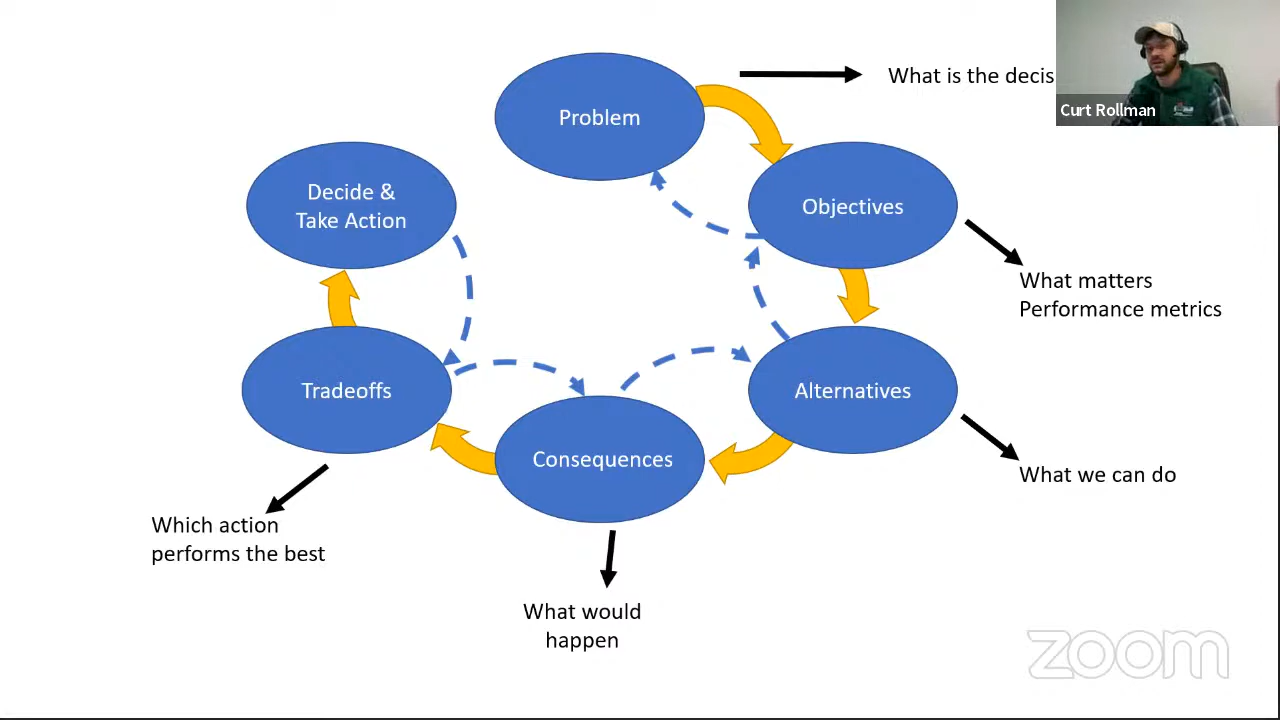 Problem
What is the decis
Curt Rollman
Decide &
Take Action
Objectives
What matters
Performance metrics
Tradeoffs
Alternatives
Consequences
What we can do
Which action
performs the best
What would
happen
zoom